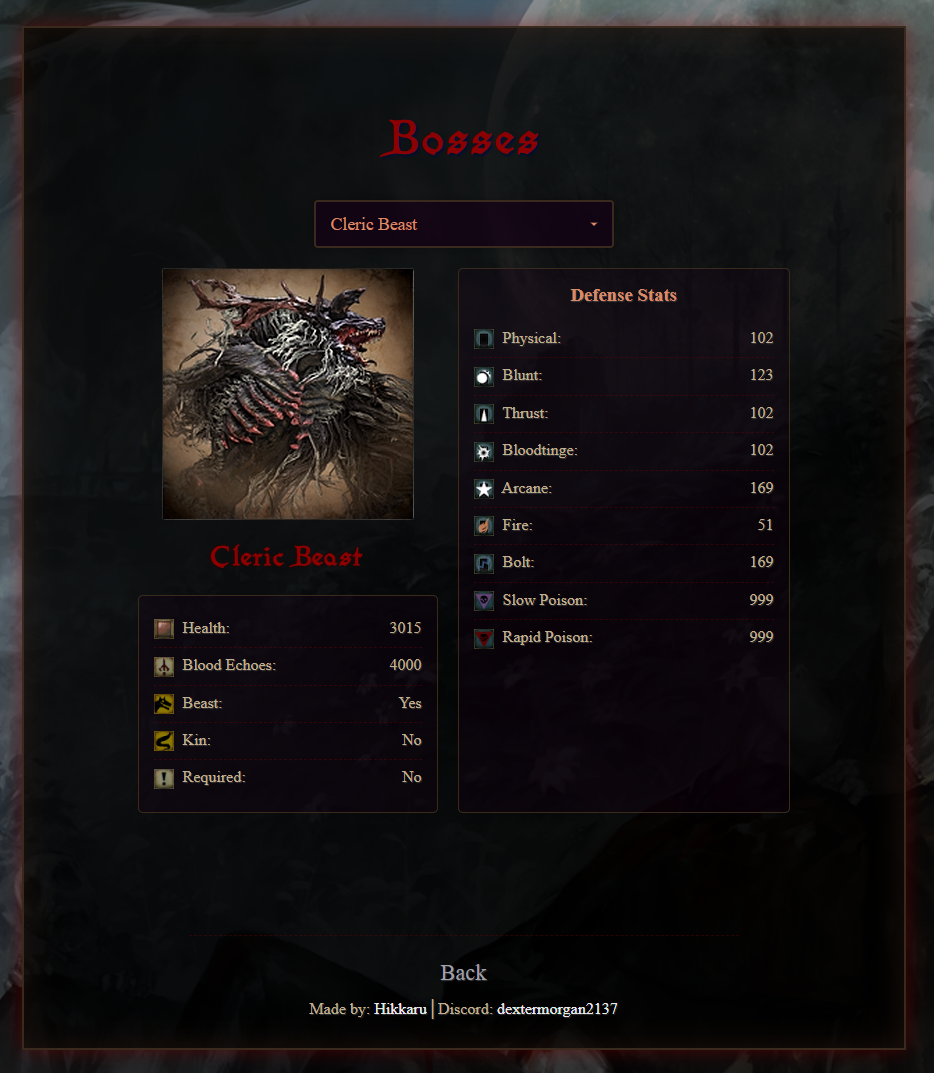 Bosses
Cleric Beast
Cleric Beast
Health: 3015
Blood Echoes: 4000
Beast: Yes
Kin: No
Required: No
Defense Stats
Physical: 102
Blunt: 123
Thrust: 102
Bloodtinge: 102
Arcane: 169
Fire: 51
Bolt: 169
Slow Poison: 999
Rapid Poison: 999
Back
Made by: Hikkaru | Discord: dextermorgan2137